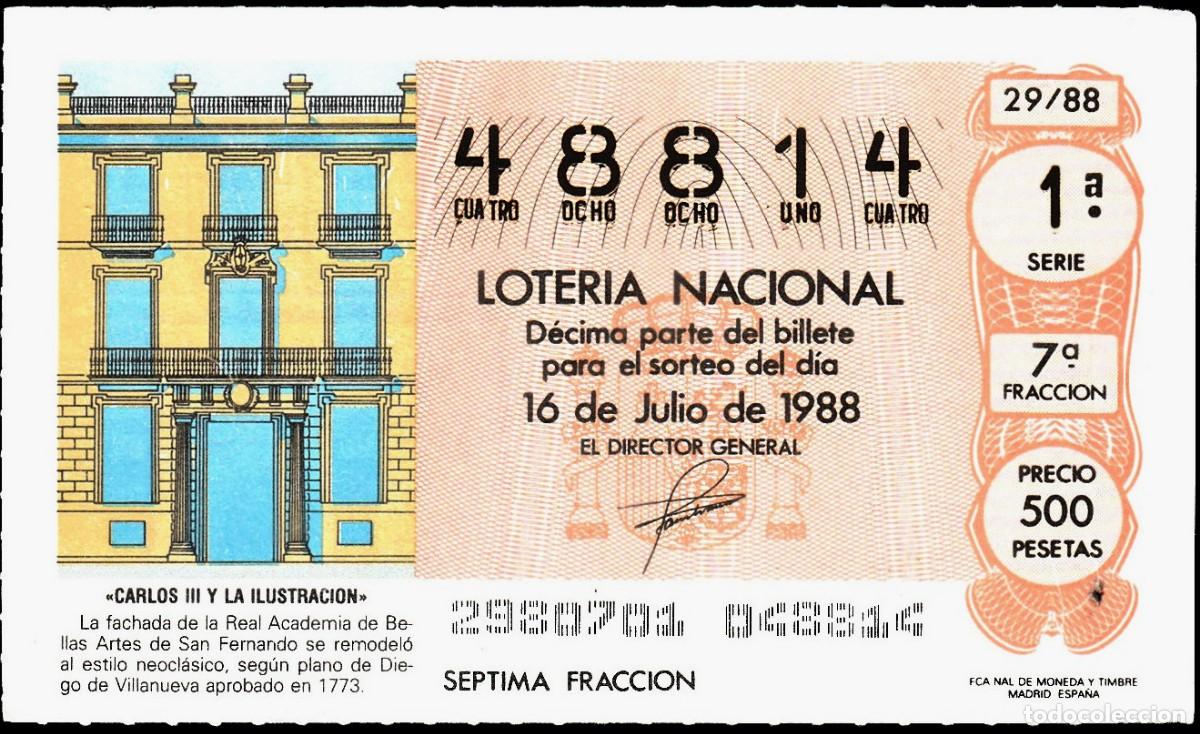 29/88
4 8 8 1 4
CUATRO OCHO OCHO UNO CUATRO
1.ª
SERIE
LOTERIA NACIONAL
Décima parte del billete
para el sorteo del día
16 de Julio de 1988
EL DIRECTOR GENERAL
7ª
FRACCION
PRECIO
500
PESETAS
«CARLOS III Y LA ILUSTRACION»
La fachada de la Real Academia de Be-
llas Artes de San Fernando se remodeló
al estilo neoclásico, según plano de Die-
go de Villanueva aprobado en 1773.
2980701 048814
SEPTIMA FRACCION
FCA NAL DE MONEDA Y TIMBRE
MADRID ESPAÑA
todocoleccion